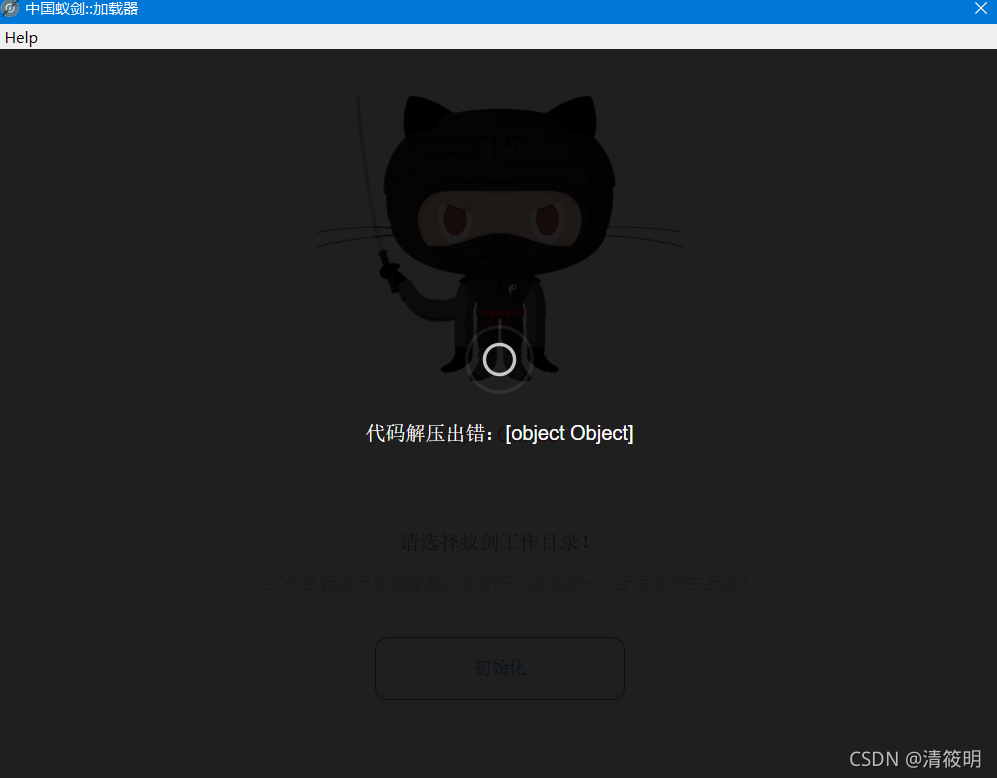 中国蚁剑::加载器
Help
代码解压出错：[object Object]
请选择蚁剑工作目录！
（工作目录用于存储数据以及源码，请选择一个合适的空白目录）
初始化
CSDN @清筱明